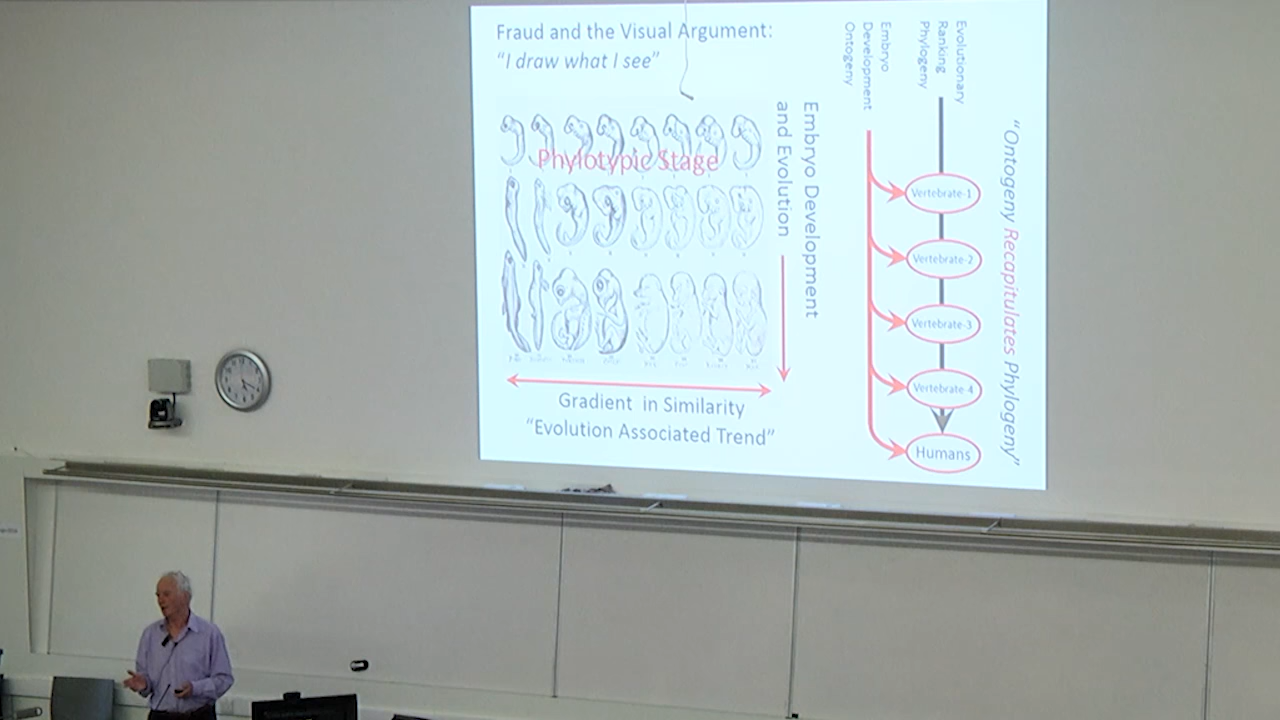 Fraud and the Visual Argument:
“I draw what I see”
Phylotypic Stage
Embryo Development
and Evolution
Gradient in Similarity
“Evolution Associated Trend”
Embryo
Development
Ontogeny
Evolutionary
Ranking
Phylogeny
Vertebrate-1
Vertebrate-2
Vertebrate-3
Vertebrate 4
Humans
“Ontogeny Recapitulates Phylogeny”